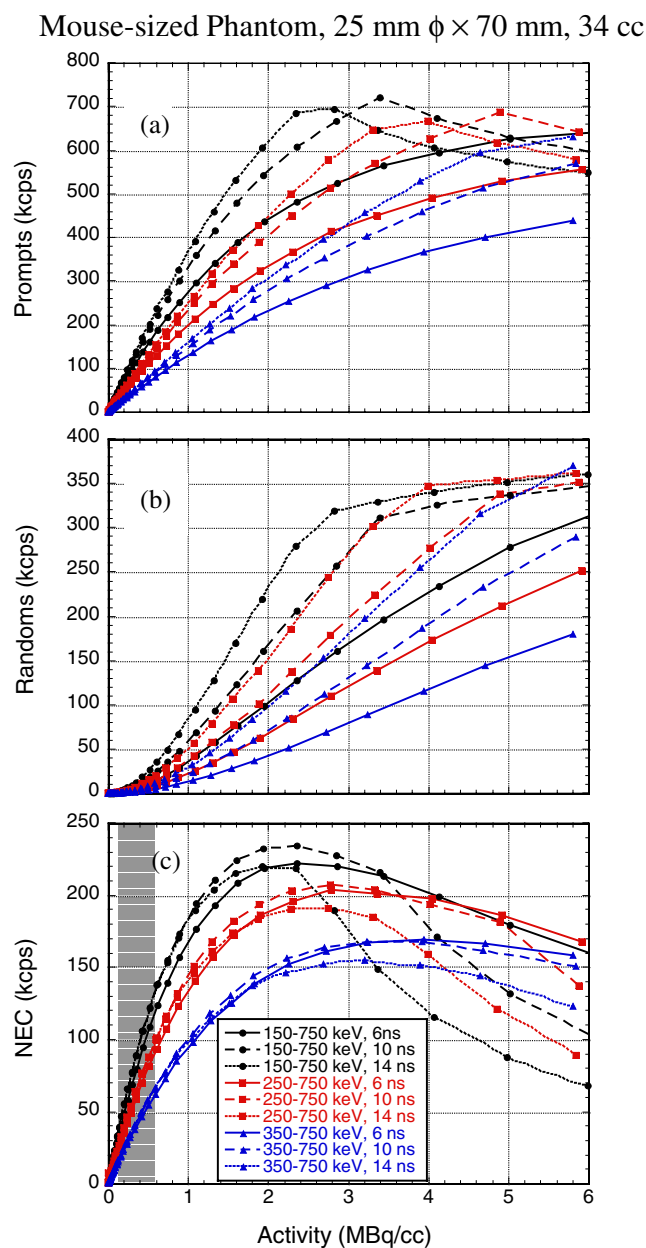 Mouse-sized Phantom, 25 mm ϕ × 70 mm, 34 cc
800
700
600
500
400
300
200
100
0
Prompts (kcps)
(a)
400
350
300
250
200
150
100
50
0
Randoms (kcps)
(b)
250
200
150
100
50
0
NEC (kcps)
(c)
150-750 keV, 6ns
150-750 keV, 10 ns
150-750 keV, 14 ns
250-750 keV, 6 ns
250-750 keV, 10 ns
250-750 keV, 14 ns
350-750 keV, 6 ns
350-750 keV, 10 ns
350-750 keV, 14 ns
0 1 2 3 4 5 6
Activity (MBq/cc)